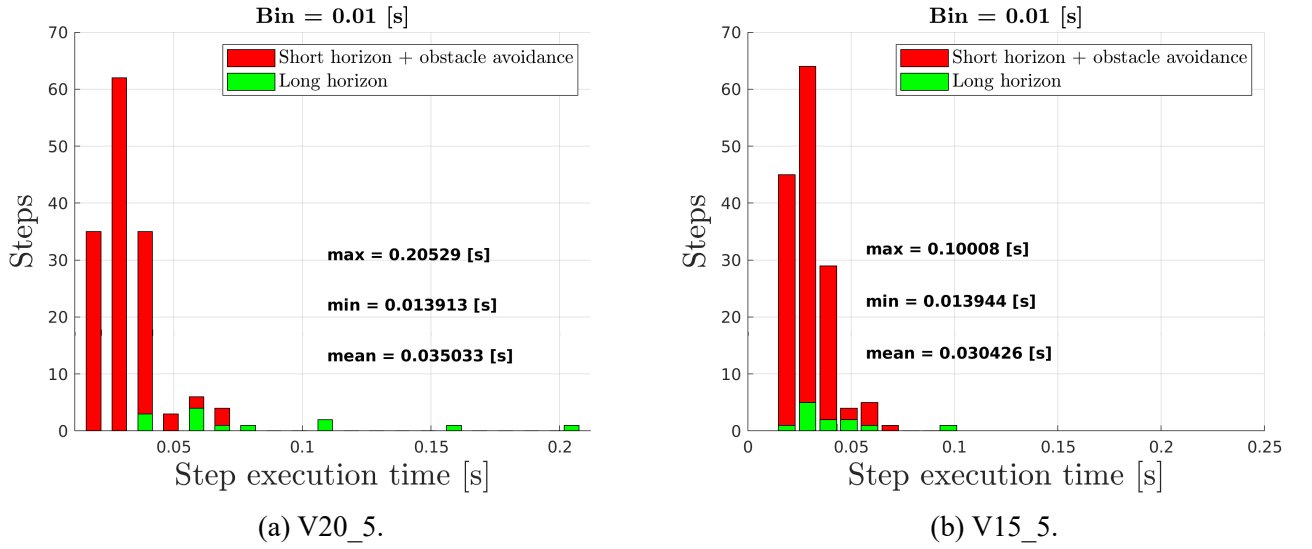 Bin = 0.01 [s]
70
60
50
40
30
20
10
0
Steps
Short horizon + obstacle avoidance
Long horizon
max = 0.20529 [s]
min = 0.013913 [s]
mean = 0.035033 [s]
0.05
0.1
0.15
0.2
Step execution time [s]
(a) V20_5.
Bin = 0.01 [s]
70
60
50
40
30
20
10
0
Steps
Short horizon + obstacle avoidance
Long horizon
max = 0.10008 [s]
min = 0.013944 [s]
mean = 0.030426 [s]
0
0.05
0.1
0.15
0.2
0.25
Step execution time [s]
(b) V15_5.